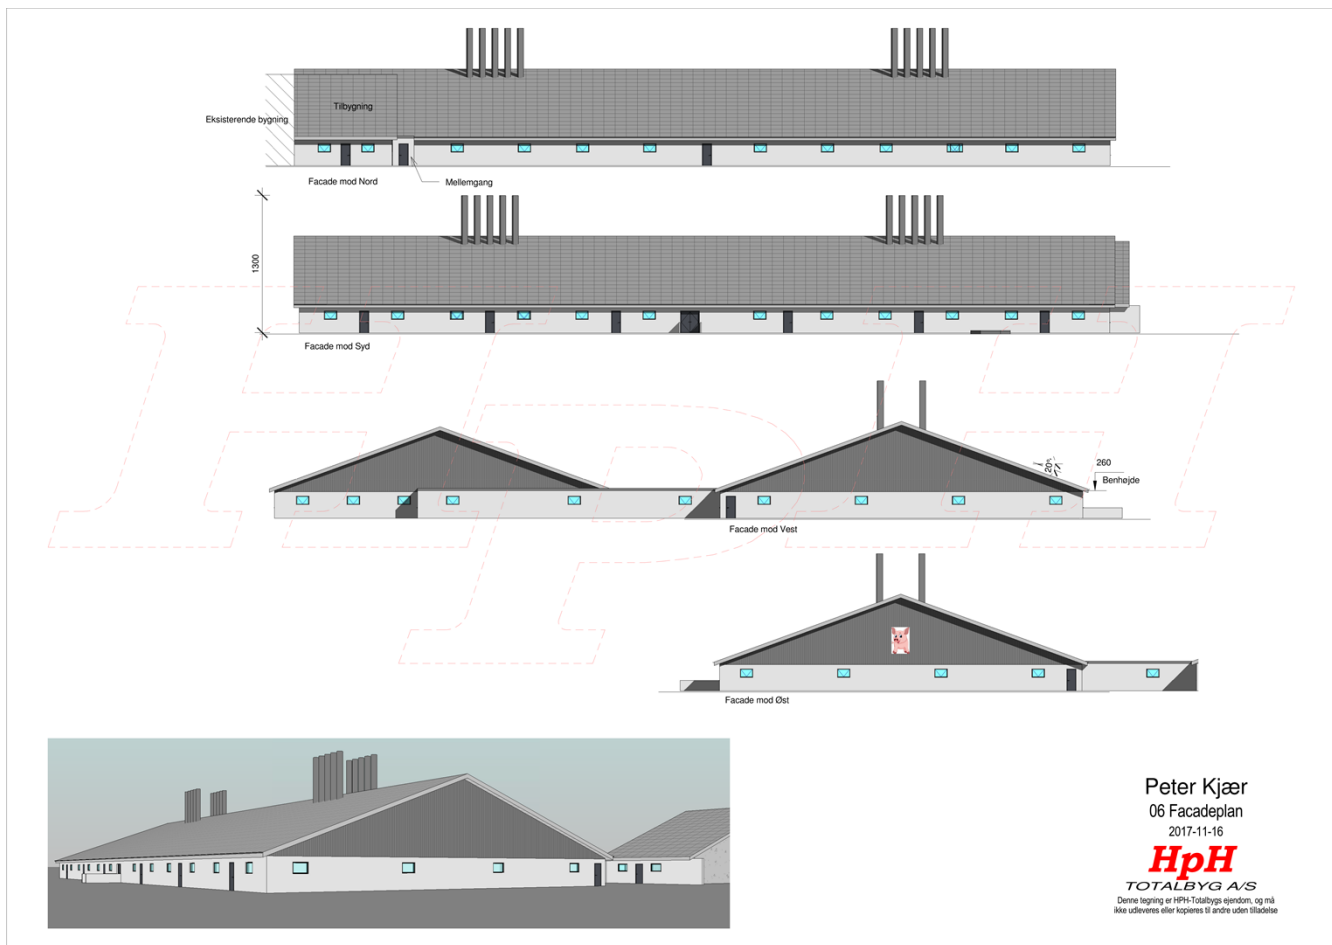 Tilbygning
Eksisterende bygning
Facade mod Nord
Mellemgang
1300
Facade mod Syd
20°
260
Benhøjde
Facade mod Vest
Facade mod Øst
Peter Kjær
06 Facadeplan
2017-11-16
HpH
TOTALBYG A/S
Denne tegning er HPH-Totalbygs ejendom, og må
ikke udleveres eller kopieres til andre uden tilladelse
HPH